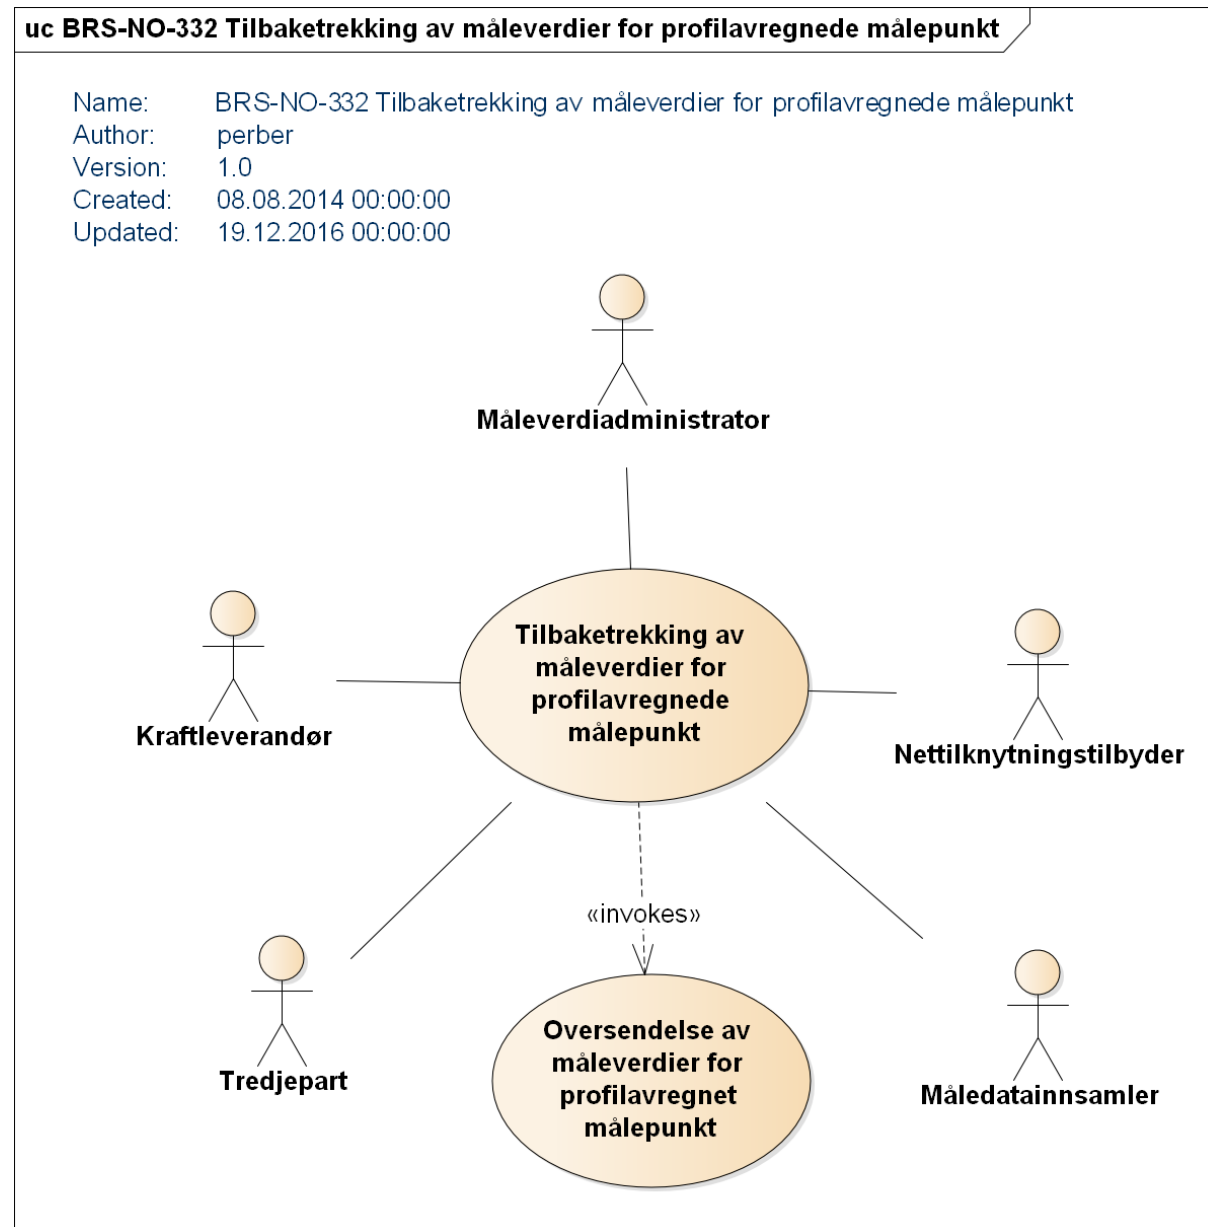 uc BRS-NO-332 Tilbaketrekking av måleverdier for profilavregnede målepunkt
Name: BRS-NO-332 Tilbaketrekking av måleverdier for profilavregnede målepunkt
Author: perber
Version: 1.0
Created: 08.08.2014 00:00:00
Updated: 19.12.2016 00:00:00
Måleverdiadministrator
Tilbaketrekking av
måleverdier for
profilavregnede
målepunkt
Kraftleverandør
Nettilknytningstilbyder
«invokes»
Tredjepart
Oversendelse av
måleverdier for
profilavregnet
målepunkt
Måledatainnsamler